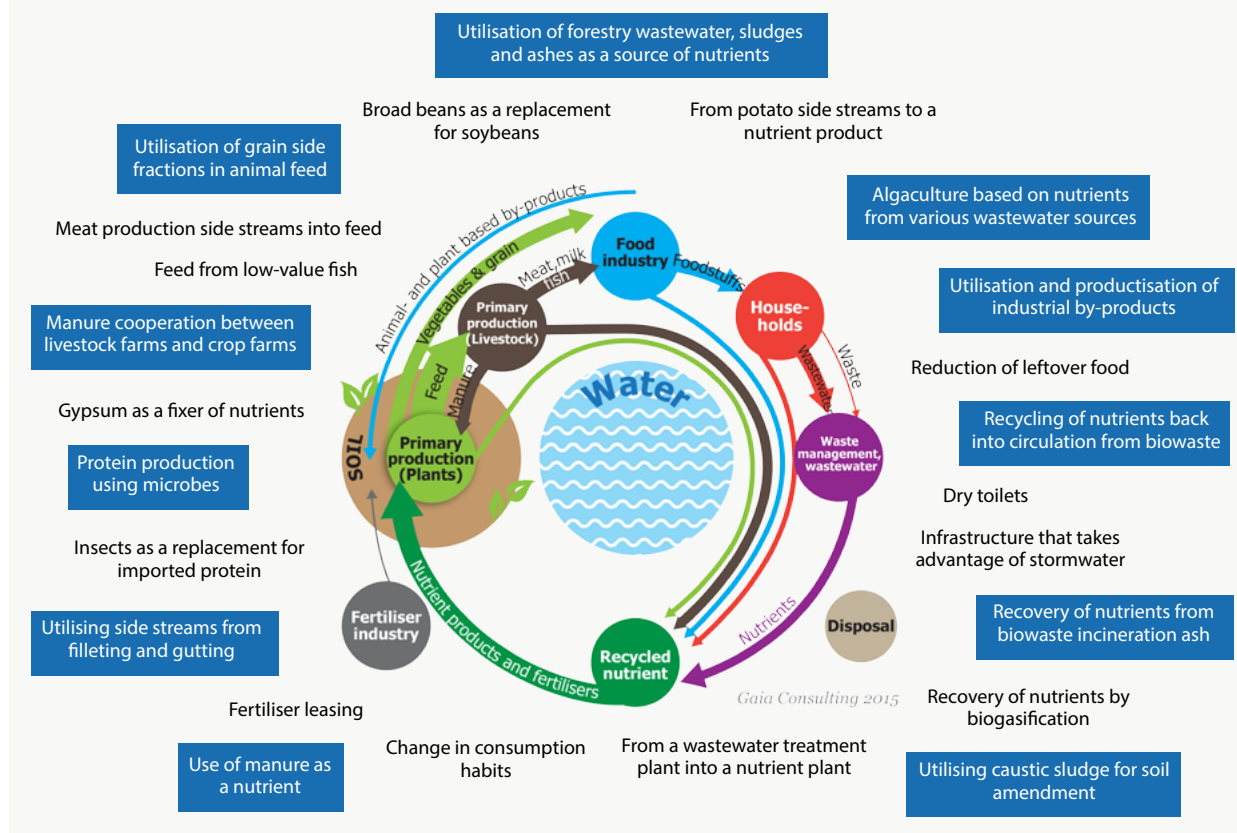 Utilisation of forestry wastewater, sludges
and ashes as a source of nutrients
Broad beans as a replacement
for soybeans
From potato side streams to a
nutrient product
Utilisation of grain side
fractions in animal feed
Algaculture based on nutrients
from various wastewater sources
Meat production side streams into feed
Feed from low-value fish
Utilisation and productisation of
industrial by-products
Manure cooperation between
livestock farms and crop farms
Reduction of leftover food
Gypsum as a fixer of nutrients
Recycling of nutrients back
into circulation from biowaste
Protein production
using microbes
Dry toilets
Insects as a replacement for
imported protein
Infrastructure that takes
advantage of stormwater
Utilising side streams from
filleting and gutting
Recovery of nutrients from
biowaste incineration ash
Fertiliser leasing
Recovery of nutrients by
biogasification
Use of manure as
a nutrient
Change in consumption
habits
From a wastewater treatment
plant into a nutrient plant
Utilising caustic sludge for soil
amendment
Animal- and plant based by-products
Vegetables & grain
Meat, milk
fish
Food
industry
Foodstuffs
Primary
production
(Livestock)
House-
holds
Feed
Manure
Water
Wastewater
Waste
SOIL
Primary
production
(Plants)
Waste
management,
wastewater
Fertiliser
industry
Nutrient products and fertilisers
Recycled
nutrient
Nutrients
Disposal
Gaia Consulting 2015